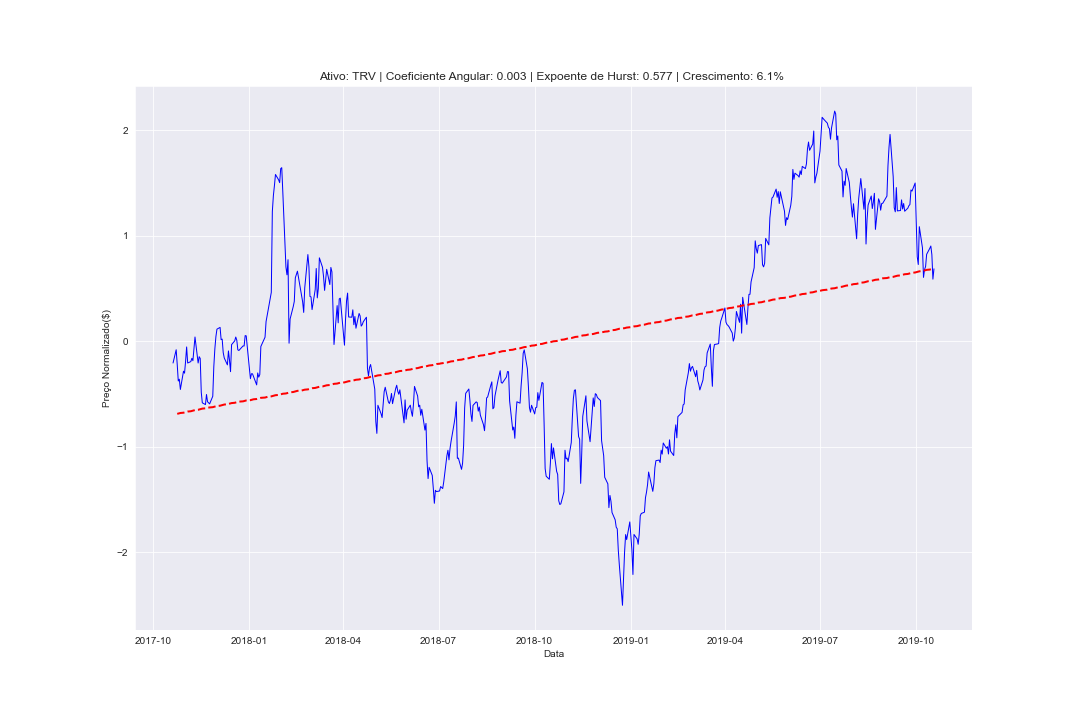 Ativo: TRV | Coeficiente Angular: 0.003 | Expoente de Hurst: 0.577 | Crescimento: 6.1%
2
1
0
−1
−2
Preço Normalizado($)
2017-10 2018-01 2018-04 2018-07 2018-10 2019-01 2019-04 2019-07 2019-10
Data